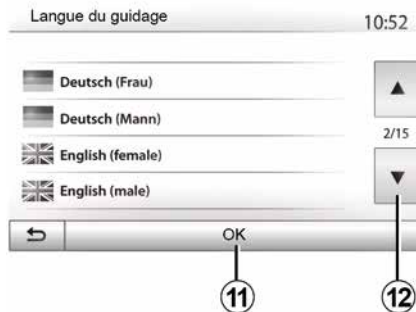 Langue du guidage
10:52
Deutsch (Frau)
Deutsch (Mann)
2/15
English (female)
English (male)
OK
11
12